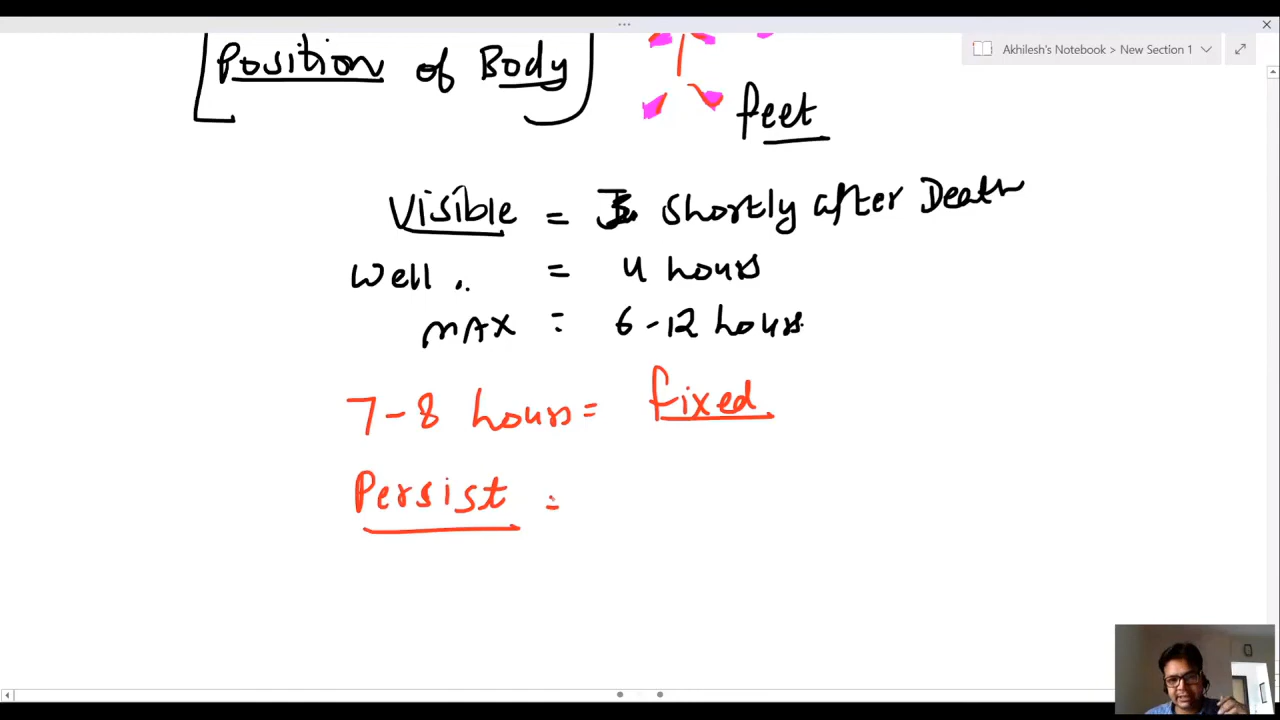 Akhilesh's Notebook > New Section 1
Position of Body
feet
Visible = Shortly after Death
Well .. = 4 hours
MAX = 6-12 hours.
7-8 hours = fixed.
Persist =